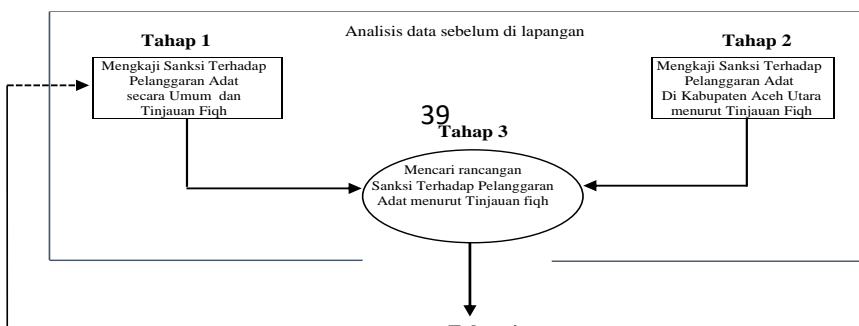 Analisis data sebelum di lapangan
Tahap 1
Mengkaji Sanksi Terhadap
Pelanggaran Adat
secara Umum dan
Tinjauan Fiqh
Tahap 2
Mengkaji Sanksi Terhadap
Pelanggaran Adat
Di Kabupaten Aceh Utara
menurut Tinjauan Fiqh
39
Tahap 3
Mencari rancangan
Sanksi Terhadap Pelanggaran
Adat menurut Tinjauan fiqh